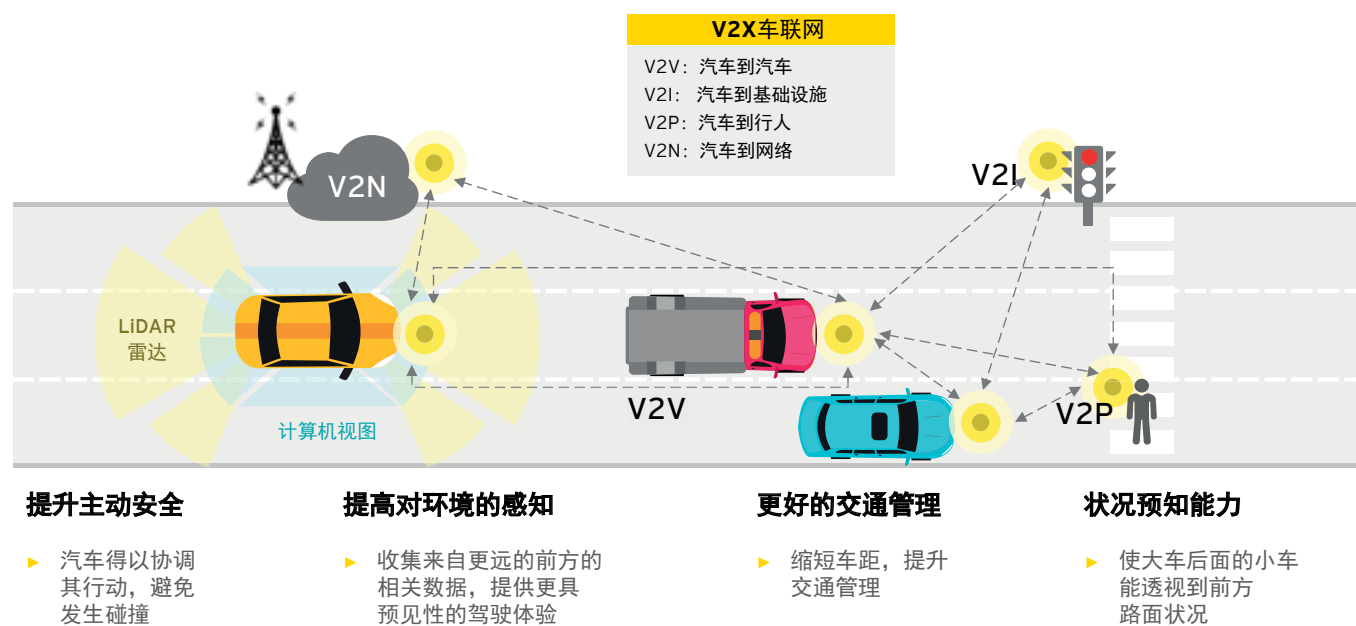 V2X车联网
V2V：汽车到汽车
V2I： 汽车到基础设施
V2P：汽车到行人
V2N：汽车到网络
V2N
V2I
LiDAR
雷达
计算机视图
V2V
V2P
提升主动安全
► 汽车得以协调
其行动，避免
发生碰撞
提高对环境的感知
► 收集来自更远的前方的
相关数据，提供更具
预见性的驾驶体验
更好的交通管理
► 缩短车距，提升
交通管理
状况预知能力
► 使大车后面的小车
能透视到前方
路面状况